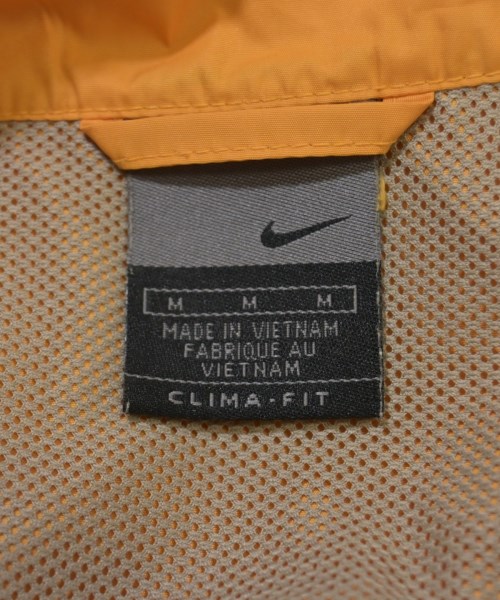 M M M
MADE IN VIETNAM
FABRIQUE AU
VIETNAM
CLIMA-FIT